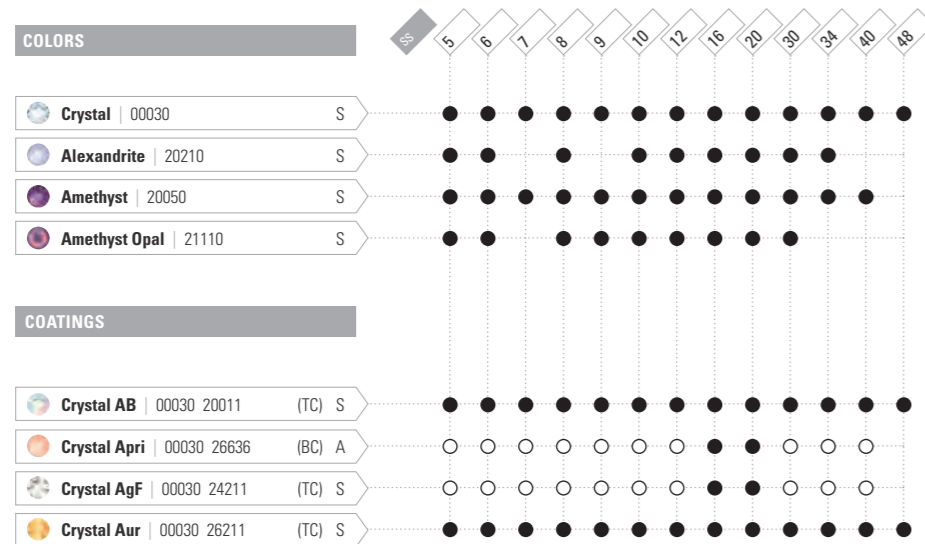 COLORS
SS 5 6 7 8 9 10 12 16 20 30 34 40 48
Crystal | 00030 S
Alexandrite | 20210 S
Amethyst | 20050 S
Amethyst Opal | 21110 S
COATINGS
Crystal AB | 00030 20011 (TC) S
Crystal Apri | 00030 26636 (BC) A
Crystal AgF | 00030 24211 (TC) S
Crystal Aur | 00030 26211 (TC) S